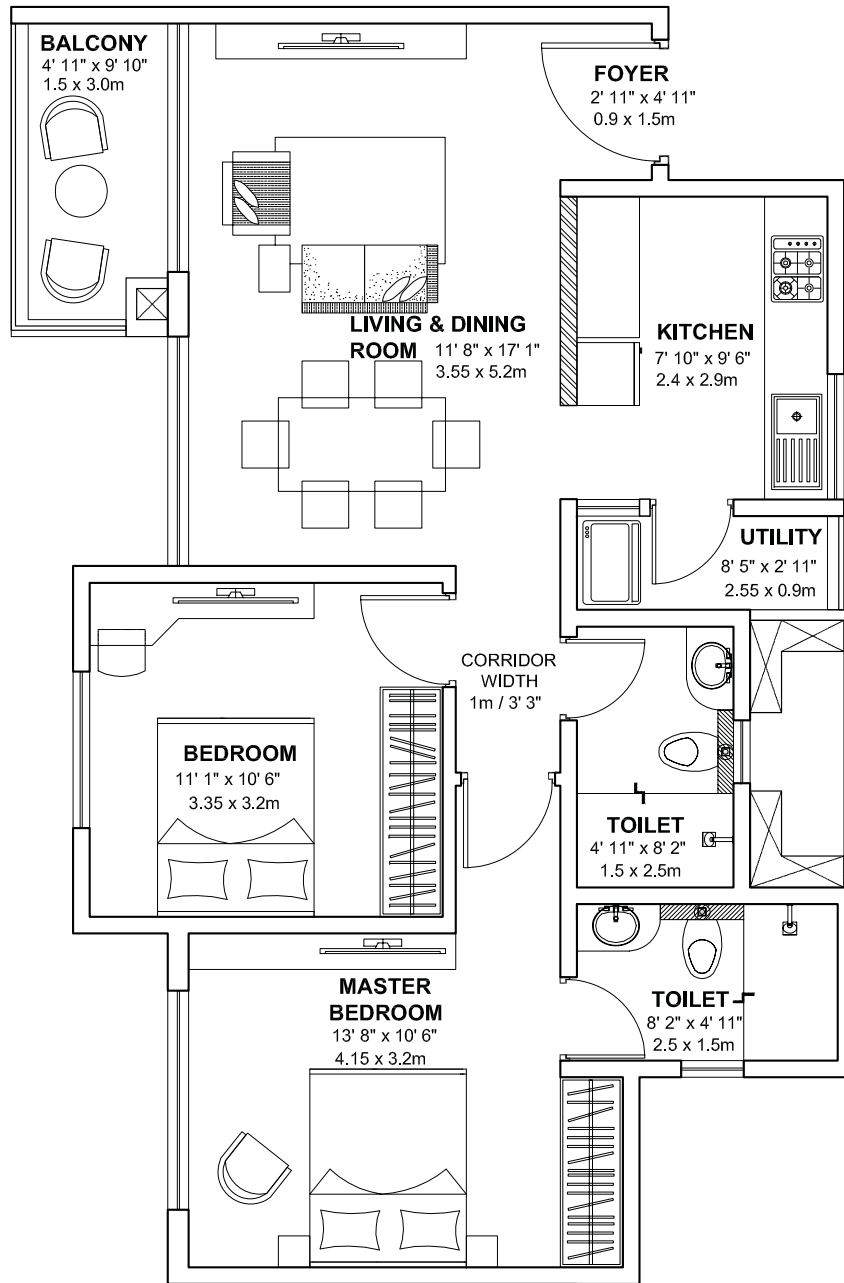 BALCONY
4' 11" x 9' 10"
1.5 x 3.0m
FOYER
2' 11" x 4' 11"
0.9 x 1.5m
LIVING & DINING
ROOM 11' 8" x 17' 1"
3.55 x 5.2m
KITCHEN
7' 10" x 9' 6"
2.4 x 2.9m
UTILITY
8' 5" x 2' 11"
2.55 x 0.9m
CORRIDOR
WIDTH
1m / 3' 3"
BEDROOM
11' 1" x 10' 6"
3.35 x 3.2m
TOILET
4' 11" x 8' 2"
1.5 x 2.5m
MASTER
BEDROOM
13' 8" x 10' 6"
4.15 x 3.2m
TOILET
8' 2" x 4' 11"
2.5 x 1.5m